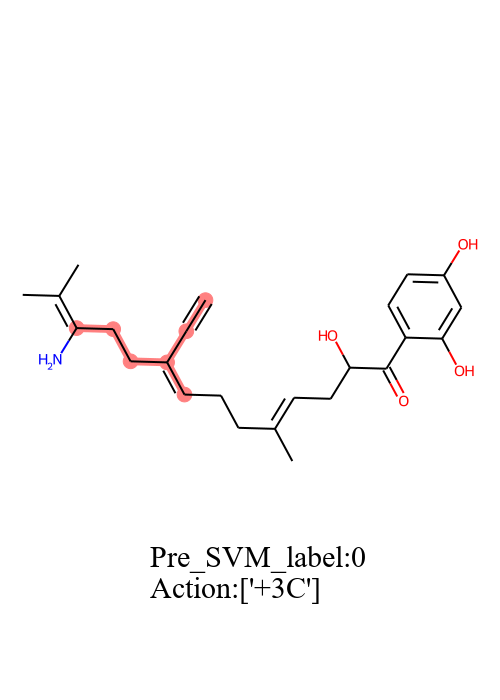 OH
HO
H2N
OH
O
Pre_SVM_label:0
Action:['+3C']